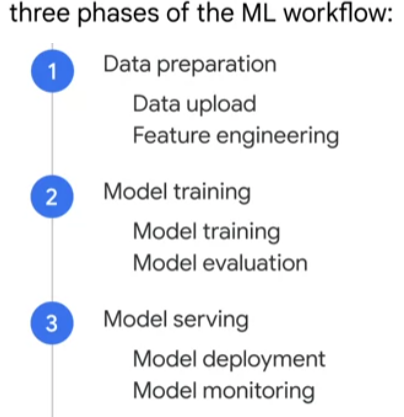 three phases of the ML workflow:
1 Data preparation
Data upload
Feature engineering
2 Model training
Model training
Model evaluation
3 Model serving
Model deployment
Model monitoring